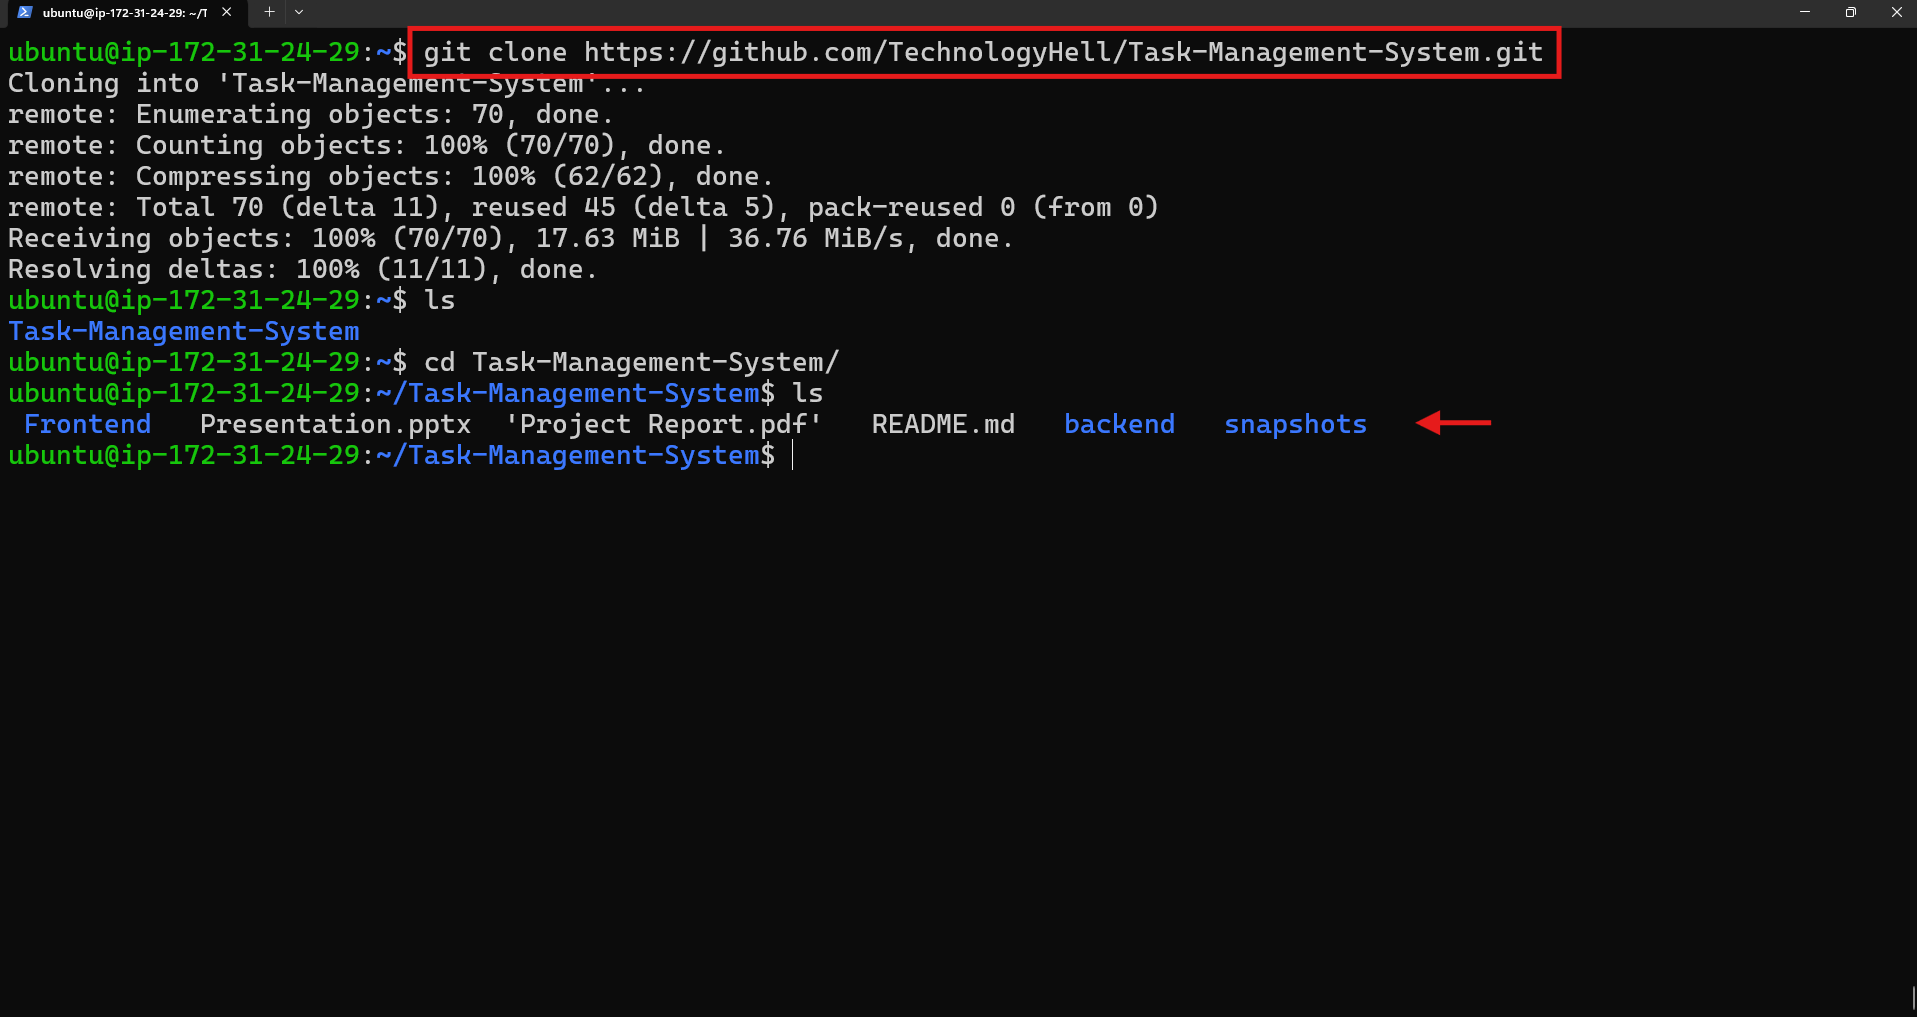 ubuntu@ip-172-31-24-29: ~/T
ubuntu@ip-172-31-24-29:~$ git clone https://github.com/TechnologyHell/Task-Management-System.git
Cloning into 'Task-Management-System'...
remote: Enumerating objects: 70, done.
remote: Counting objects: 100% (70/70), done.
remote: Compressing objects: 100% (62/62), done.
remote: Total 70 (delta 11), reused 45 (delta 5), pack-reused 0 (from 0)
Receiving objects: 100% (70/70), 17.63 MiB | 36.76 MiB/s, done.
Resolving deltas: 100% (11/11), done.
ubuntu@ip-172-31-24-29:~$ ls
Task-Management-System
ubuntu@ip-172-31-24-29:~$ cd Task-Management-System/
ubuntu@ip-172-31-24-29:~/Task-Management-System$ ls
Frontend   Presentation.pptx  'Project Report.pdf'   README.md   backend   snapshots
ubuntu@ip-172-31-24-29:~/Task-Management-System$